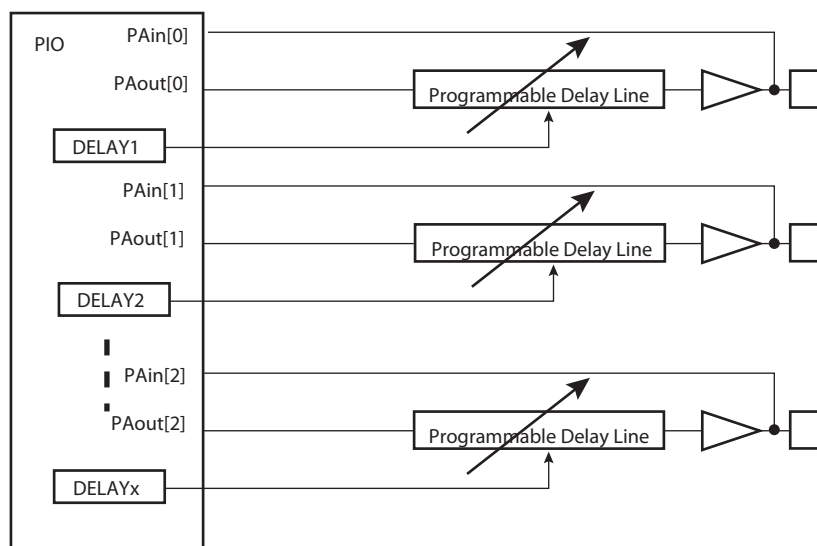 PIO
PAin[0]
PAout[0]
Programmable Delay Line
DELAY1
PAin[1]
PAout[1]
Programmable Delay Line
DELAY2
PAin[2]
PAout[2]
Programmable Delay Line
DELAYx